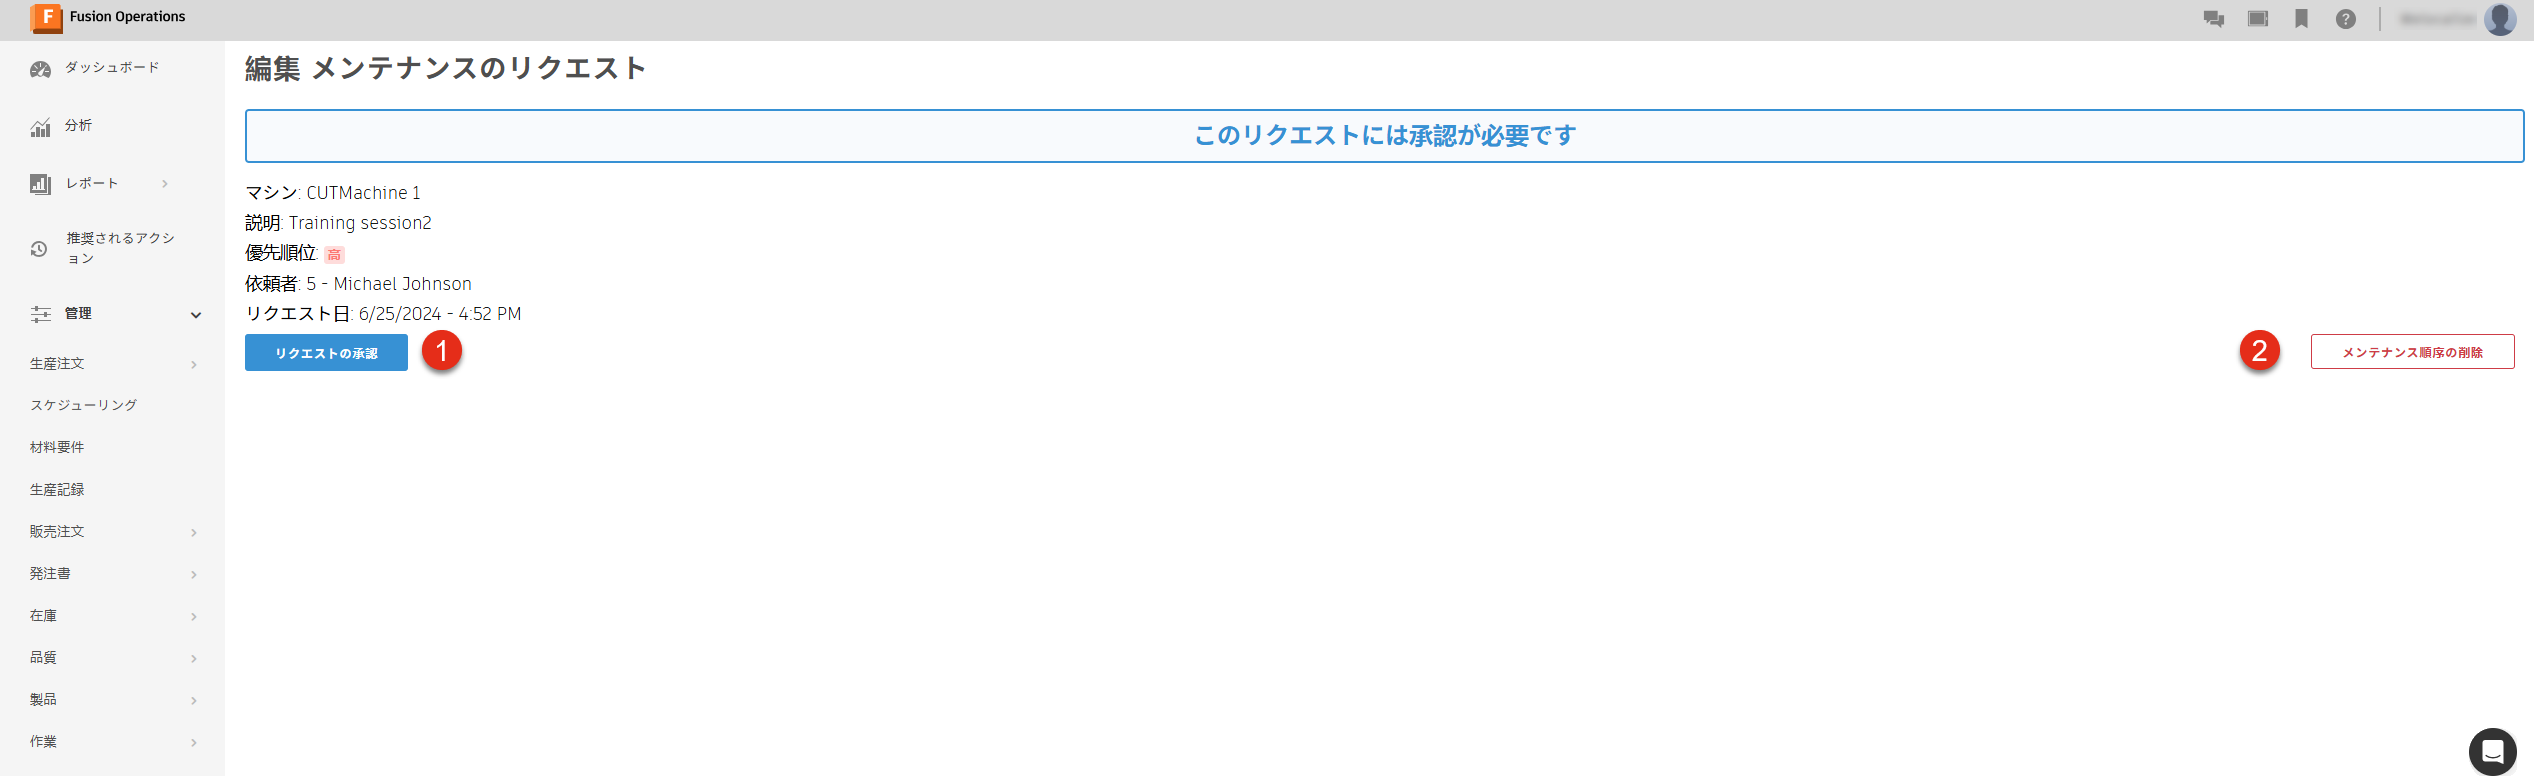 Fusion Operations
ダッシュボード
分析
レポート
推奨されるアクシ
ョン
管理
生産注文
スケジューリング
材料要件
生産記録
販売注文
発注書
在庫
品質
製品
作業
編集 メンテナンスのリクエスト
このリクエストには承認が必要です
マシン: CUTMachine 1
説明: Training session2
優先順位: 高
依頼者: 5 - Michael Johnson
リクエスト日: 6/25/2024 - 4:52 PM
リクエストの承認 1
2 メンテナンス順序の削除